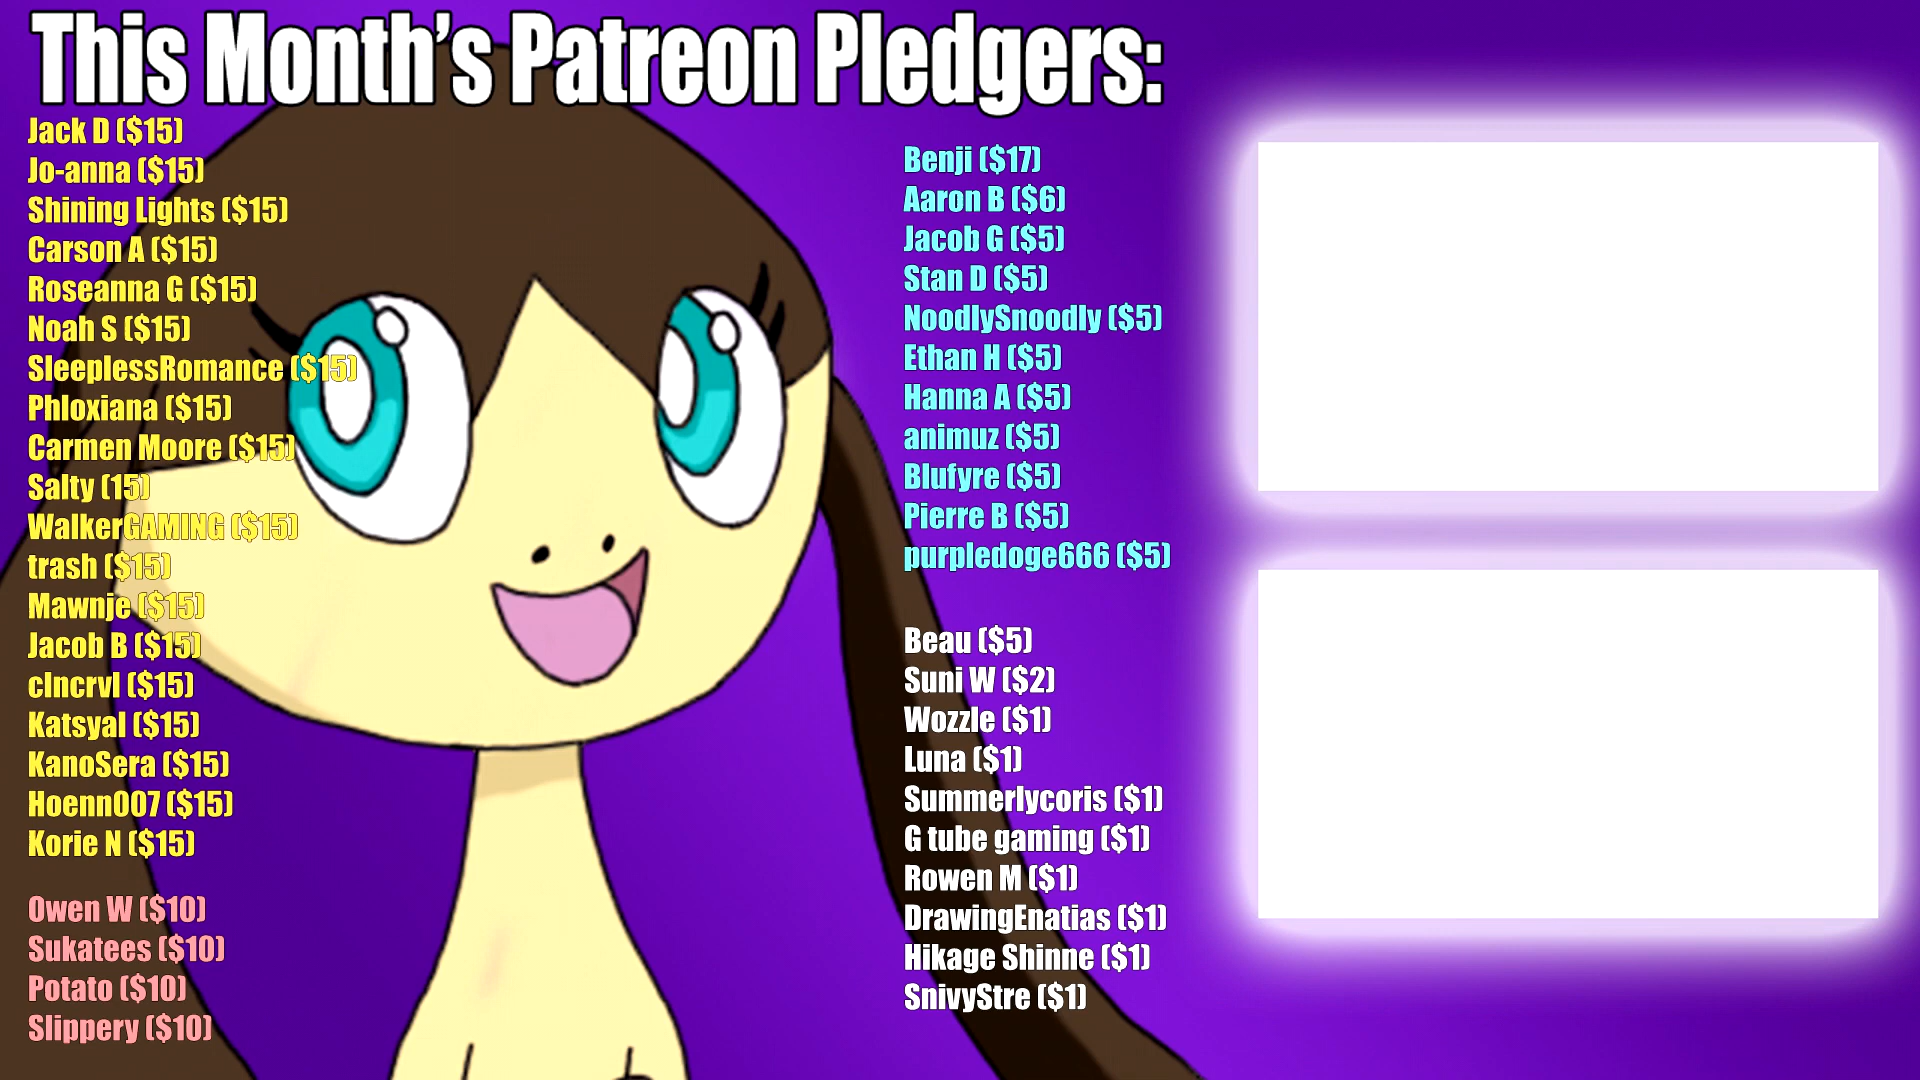 This Month's Patreon Pledgers:
Jack D ($15)
Jo-anna ($15)
Shining Lights ($15)
Carson A ($15)
Roseanna G ($15)
Noah S ($15)
SleeplessRomance ($15)
Phloxiana ($15)
Carmen Moore ($15)
Salty (15)
WalkerGAMING ($15)
trash ($15)
Mawnje ($15)
Jacob B ($15)
clncrvl ($15)
Katsyal ($15)
KanoSera ($15)
Hoenn007 ($15)
Korie N ($15)
Owen W ($10)
Sukatees ($10)
Potato ($10)
Slippery ($10)
Benji ($17)
Aaron B ($6)
Jacob G ($5)
Stan D ($5)
NoodlySnoodly ($5)
Ethan H ($5)
Hanna A ($5)
animuz ($5)
Blufyre ($5)
Pierre B ($5)
purpledoge666 ($5)
Beau ($5)
Suni W ($2)
Wozzle ($1)
Luna ($1)
Summerlycoris ($1)
G tube gaming ($1)
Rowen M ($1)
DrawingEnatias ($1)
Hikage Shinne ($1)
SnivyStre ($1)